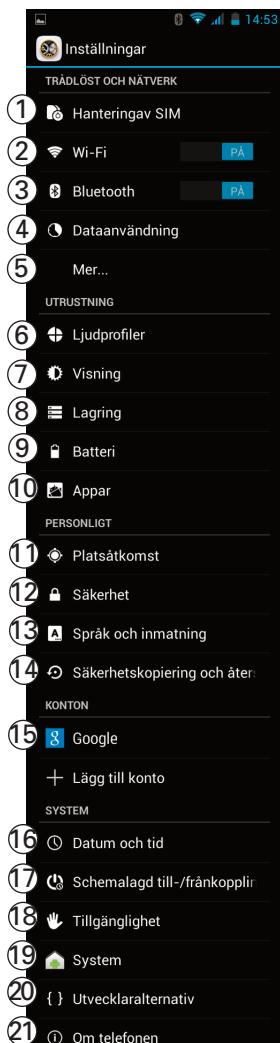 14:53
Inställningar
TRÅDLÖST OCH NÄTVERK
1 Hanteringav SIM
2 Wi-Fi PÅ
3 Bluetooth PÅ
4 Dataanvändning
5 Mer...
UTRUSTNING
6 Ljudprofiler
7 Visning
8 Lagring
9 Batteri
10 Appar
PERSONLIGT
11 Platsåtkomst
12 Säkerhet
13 Språk och inmatning
14 Säkerhetskopiering och åters
KONTON
15 Google
Lägg till konto
SYSTEM
16 Datum och tid
17 Schemalagd till-/frånkopplin
18 Tillgänglighet
19 System
20 { } Utvecklaralternativ
21 Om telefonen